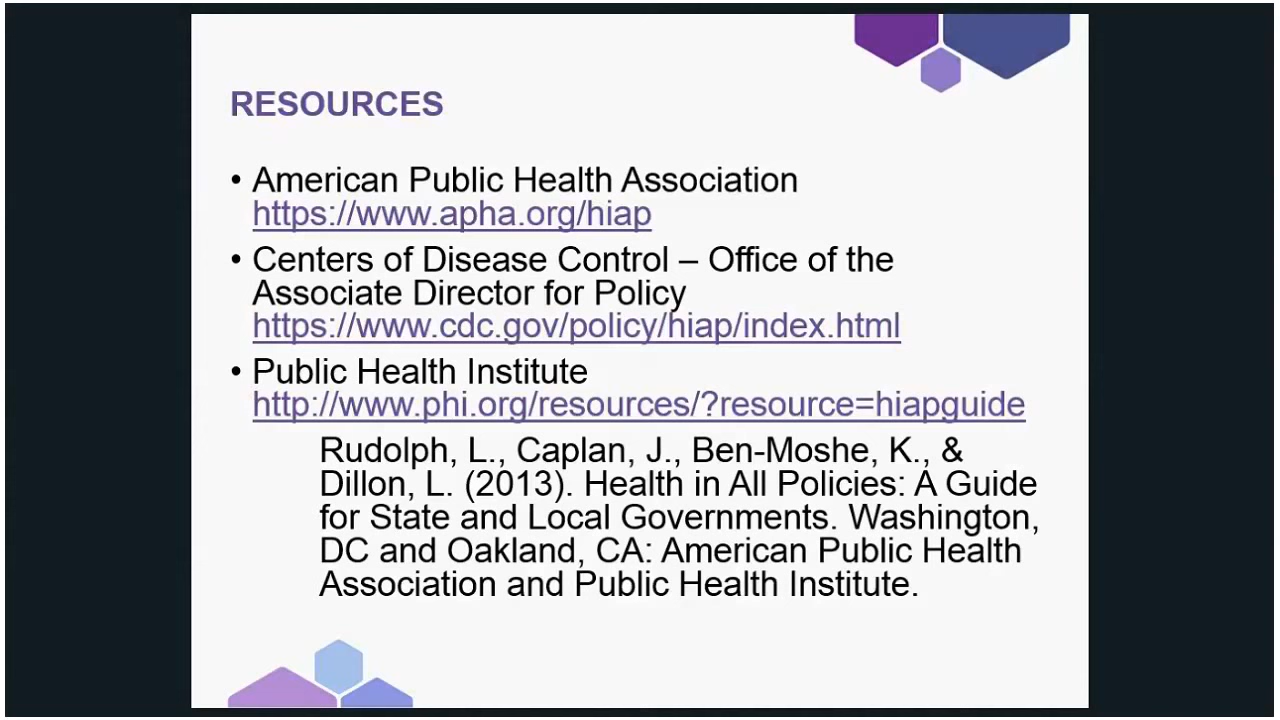 RESOURCES
• American Public Health Association
https://www.apha.org/hiap
• Centers of Disease Control – Office of the
Associate Director for Policy
https://www.cdc.gov/policy/hiap/index.html
• Public Health Institute
http://www.phi.org/resources/?resource=hiapguide
Rudolph, L., Caplan, J., Ben-Moshe, K., &
Dillon, L. (2013). Health in All Policies: A Guide
for State and Local Governments. Washington,
DC and Oakland, CA: American Public Health
Association and Public Health Institute.